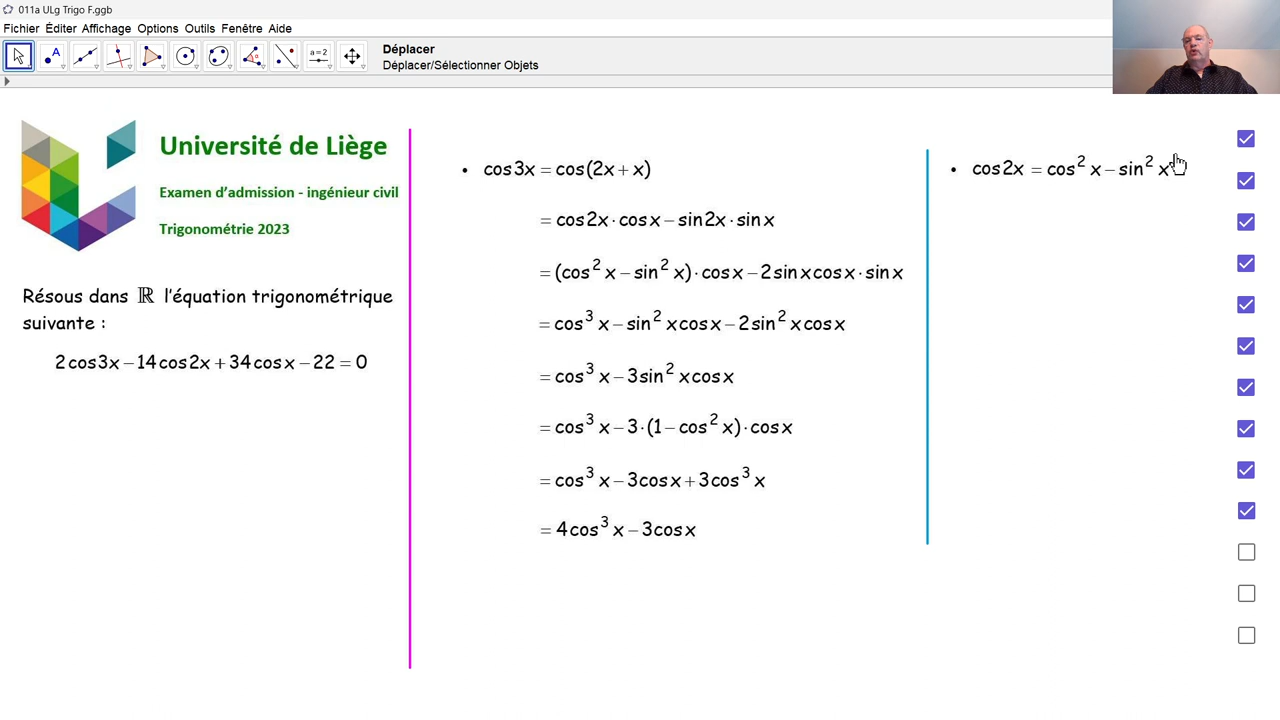 011a ULg Trigo F.ggb
Fichier Éditer Affichage Options Outils Fenêtre Aide
A
a=2
Déplacer
Déplacer/Sélectionner Objets
Université de Liège
Examen d'admission - ingénieur civil
Trigonométrie 2023
Résous dans ℝ l'équation trigonométrique
suivante :
2cos3x − 14cos2x + 34cosx − 22 = 0
• cos3x = cos(2x + x)
= cos2x · cosx − sin2x · sinx
= (cos² x − sin² x) · cosx − 2sinxcosx · sinx
= cos³ x − sin² xcosx − 2sin² xcosx
= cos³ x − 3sin² xcosx
= cos³ x − 3 · (1 − cos² x) · cosx
= cos³ x − 3cosx + 3cos³ x
= 4cos³ x − 3cosx
• cos2x = cos² x − sin² x